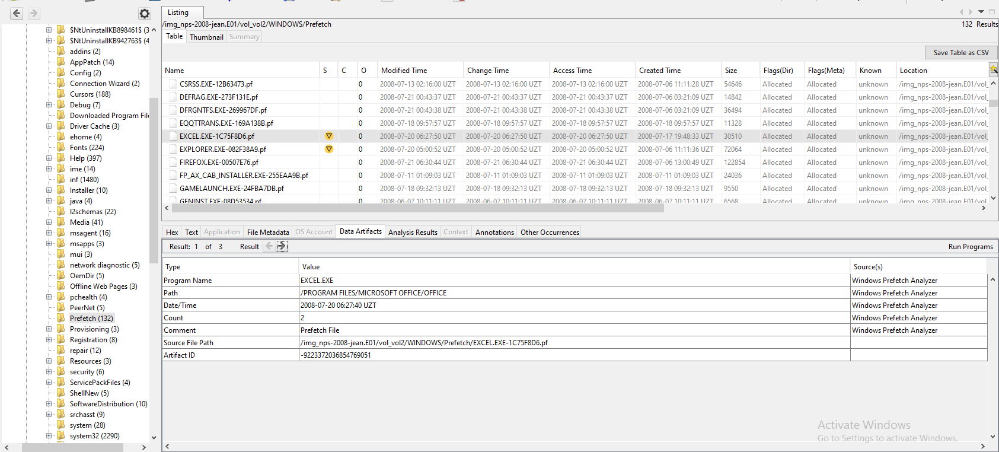 Listing
/img_nps-2008-jean.E01/vol_vol2/WINDOWS/Prefetch
132 Results
Table Thumbnail Summary
Save Table as CSV
Name S C O Modified Time Change Time Access Time Created Time Size Flags(Dir) Flags(Meta) Known Location
CSRSS.EXE-12B63473.pf 0 2008-07-13 02:16:00 UZT 2008-07-13 02:16:00 UZT 2008-07-13 02:16:00 UZT 2008-07-06 11:11:28 UZT 54646 Allocated Allocated unknown /img_nps-2008-jean.E01/vol_
DEFRAG.EXE-273F131E.pf 0 2008-07-21 00:43:37 UZT 2008-07-21 00:43:37 UZT 2008-07-21 00:43:37 UZT 2008-07-06 03:21:09 UZT 14842 Allocated Allocated unknown /img_nps-2008-jean.E01/vol_
DFRGNTFS.EXE-269967DF.pf 0 2008-07-21 00:43:38 UZT 2008-07-21 00:43:38 UZT 2008-07-21 00:43:38 UZT 2008-07-06 03:21:09 UZT 36494 Allocated Allocated unknown /img_nps-2008-jean.E01/vol_
EQQTTRANS.EXE-169A138B.pf 0 2008-07-18 09:57:57 UZT 2008-07-18 09:57:57 UZT 2008-07-18 09:57:57 UZT 2008-07-18 09:57:57 UZT 11328 Allocated Allocated unknown /img_nps-2008-jean.E01/vol_
EXCEL.EXE-1C75F8D6.pf 0 2008-07-20 06:27:50 UZT 2008-07-20 06:27:50 UZT 2008-07-20 06:27:50 UZT 2008-07-17 19:48:33 UZT 30510 Allocated Allocated unknown /img_nps-2008-jean.E01/vol_
EXPLORER.EXE-082F38A9.pf 0 2008-07-20 05:00:52 UZT 2008-07-20 05:00:52 UZT 2008-07-20 05:00:52 UZT 2008-07-06 11:11:36 UZT 72064 Allocated Allocated unknown /img_nps-2008-jean.E01/vol_
FIREFOX.EXE-00507E76.pf 0 2008-07-21 06:30:44 UZT 2008-07-21 06:30:44 UZT 2008-07-21 06:30:44 UZT 2008-07-06 13:00:49 UZT 122854 Allocated Allocated unknown /img_nps-2008-jean.E01/vol_
FP_AX_CAB_INSTALLER.EXE-255EAA9B.pf 0 2008-07-11 01:09:03 UZT 2008-07-11 01:09:03 UZT 2008-07-11 01:09:03 UZT 2008-07-11 01:09:03 UZT 24036 Allocated Allocated unknown /img_nps-2008-jean.E01/vol_
GAMELAUNCH.EXE-24FBA7DB.pf 0 2008-07-18 09:32:13 UZT 2008-07-18 09:32:13 UZT 2008-07-18 09:32:13 UZT 2008-07-18 09:32:13 UZT 9550 Allocated Allocated unknown /img_nps-2008-jean.E01/vol_
GENINST.EXE-08D53534.pf 0 2008-06-07 10:11:11 UZT 2008-06-07 10:11:11 UZT 2008-06-07 10:11:11 UZT 2008-06-07 10:11:11 UZT 6568 Allocated Allocated unknown /img_nps-2008-jean.E01/vol_
Hex Text Application File Metadata OS Account Data Artifacts Analysis Results Context Annotations Other Occurrences
Result: 1 of 3 Result
Run Programs
Type Value Source(s)
Program Name EXCEL.EXE Windows Prefetch Analyzer
Path /PROGRAM FILES/MICROSOFT OFFICE/OFFICE Windows Prefetch Analyzer
Date/Time 2008-07-20 06:27:40 UZT Windows Prefetch Analyzer
Count 2 Windows Prefetch Analyzer
Comment Prefetch File Windows Prefetch Analyzer
Source File Path /img_nps-2008-jean.E01/vol_vol2/WINDOWS/Prefetch/EXCEL.EXE-1C75F8D6.pf
Artifact ID -9223372036854769051
$NtUninstallKB898461$ (3
$NtUninstallKB942763$ (4
addins (2)
AppPatch (14)
Config (2)
Connection Wizard (2)
Cursors (188)
Debug (7)
Downloaded Program File
Driver Cache (3)
ehome (4)
Fonts (224)
Help (397)
ime (14)
inf (1480)
Installer (10)
java (4)
l2schemas (22)
Media (41)
msagent (16)
msapps (3)
mui (3)
network diagnostic (5)
OemDir (5)
Offline Web Pages (3)
pchealth (4)
PeerNet (5)
Prefetch (132)
Provisioning (3)
Registration (8)
repair (12)
Resources (3)
security (6)
ServicePackFiles (4)
ShellNew (5)
SoftwareDistribution (10)
srchasst (9)
system (28)
system32 (2290)
Activate Windows
Go to Settings to activate Windows.